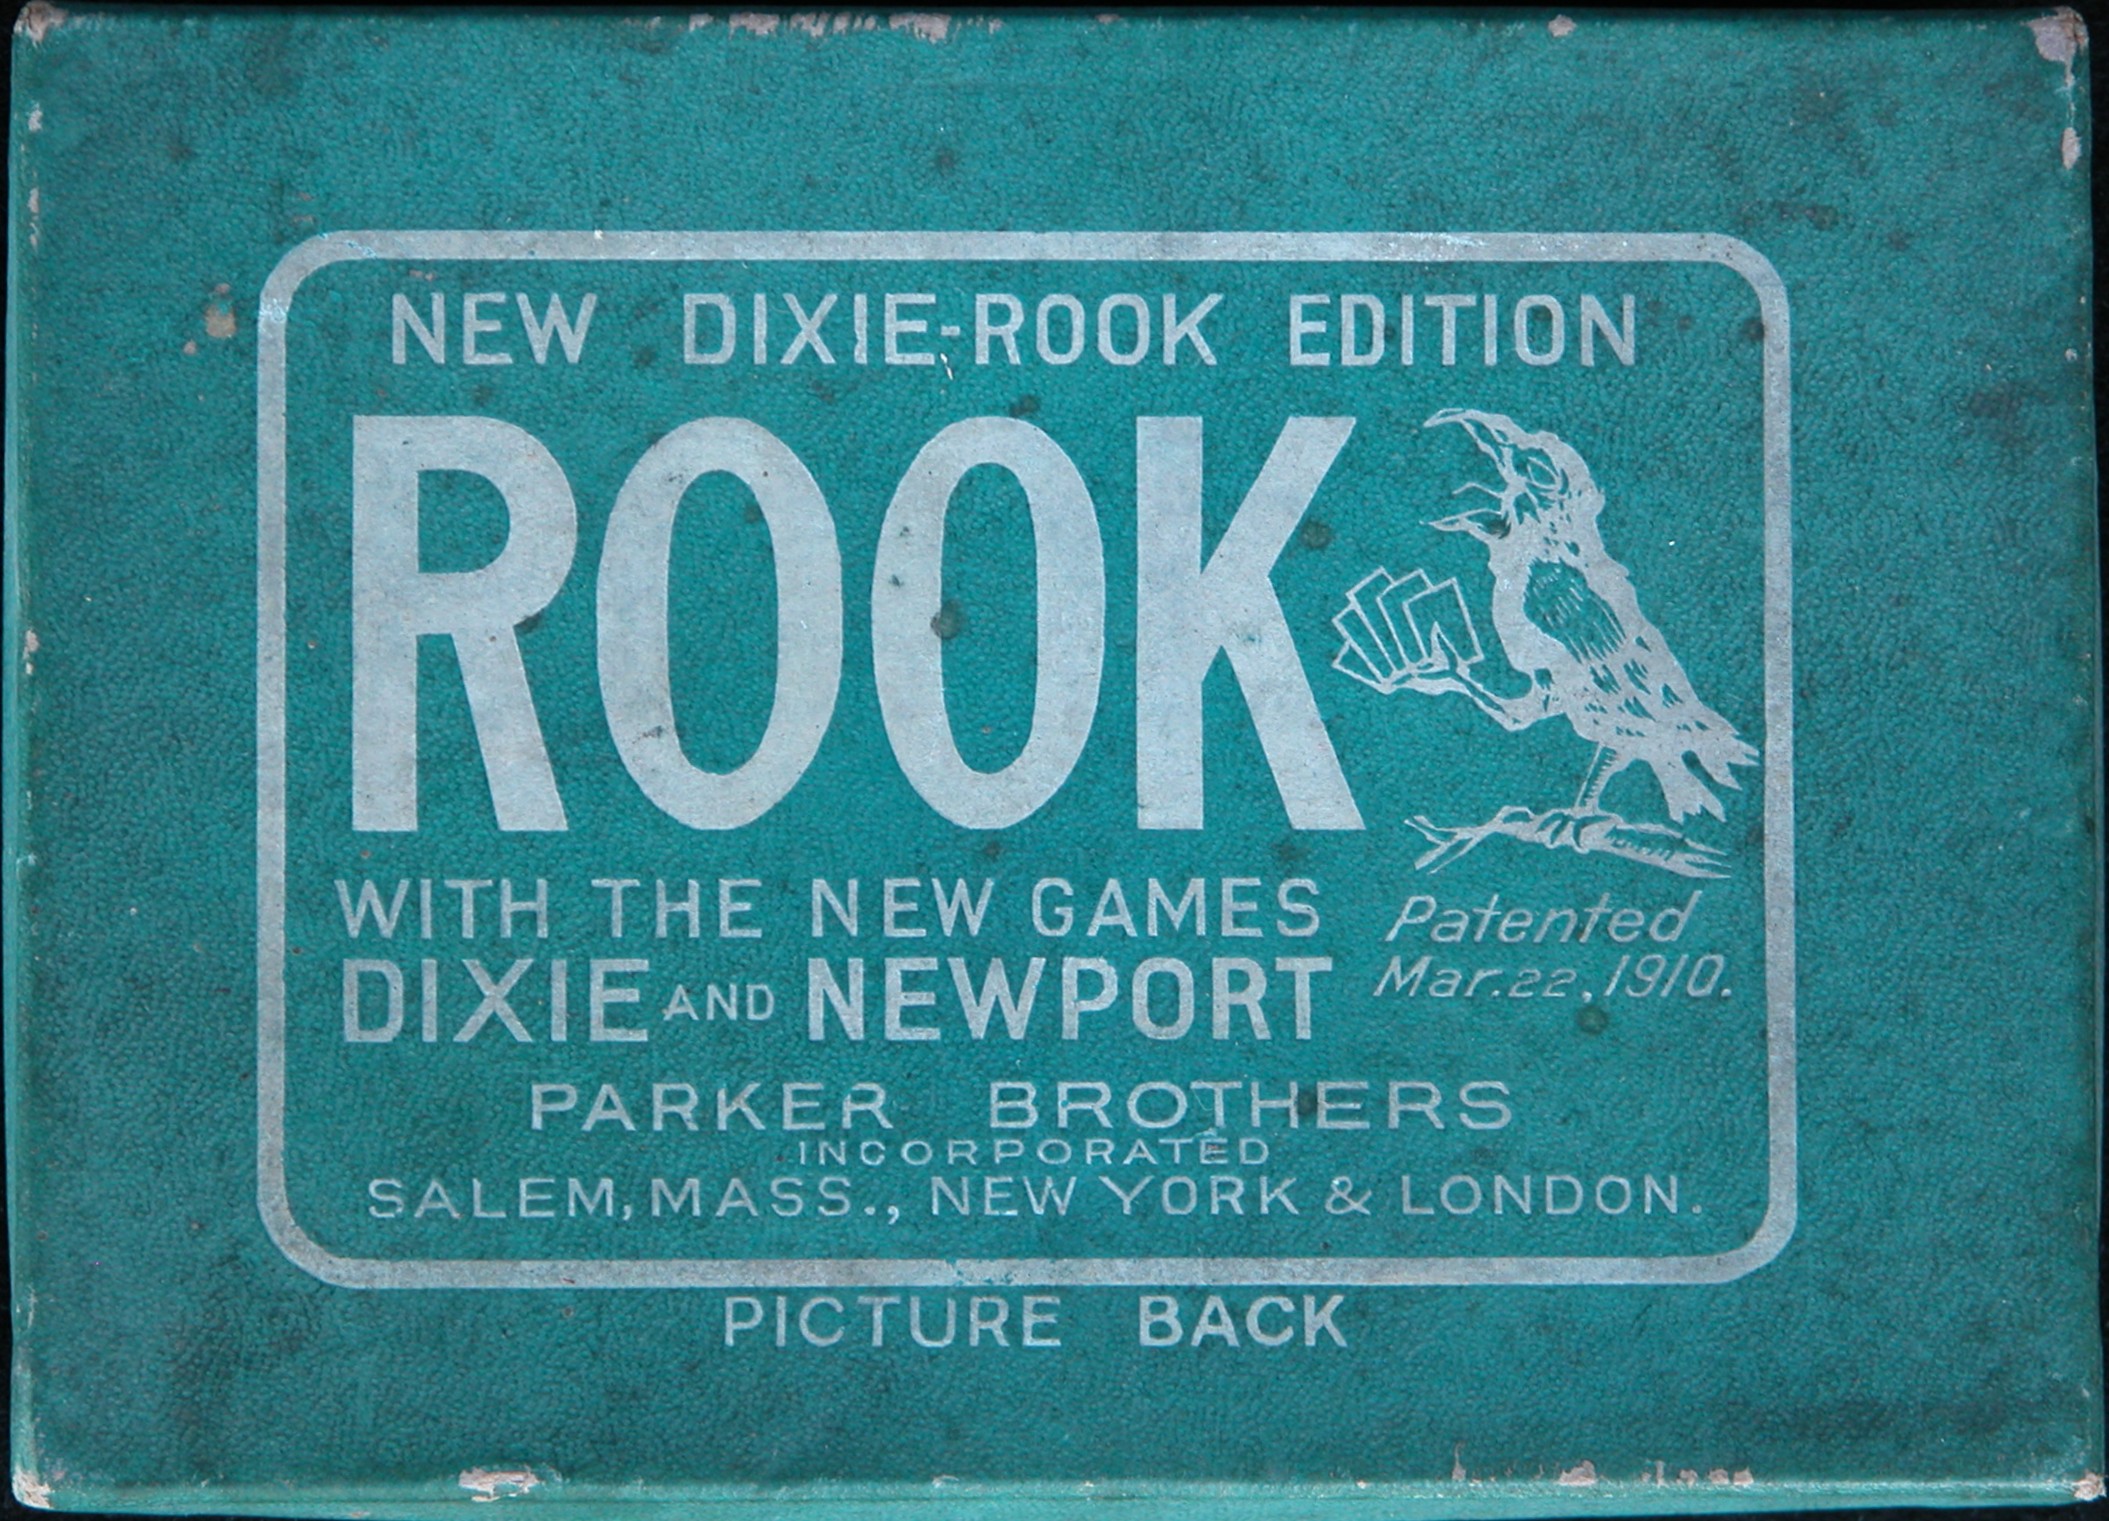 NEW DIXIE-ROOK EDITION
ROOK
WITH THE NEW GAMES
DIXIE AND NEWPORT
Patented
Mar. 22, 1910.
PARKER BROTHERS
INCORPORATED
SALEM, MASS., NEW YORK & LONDON.
PICTURE BACK